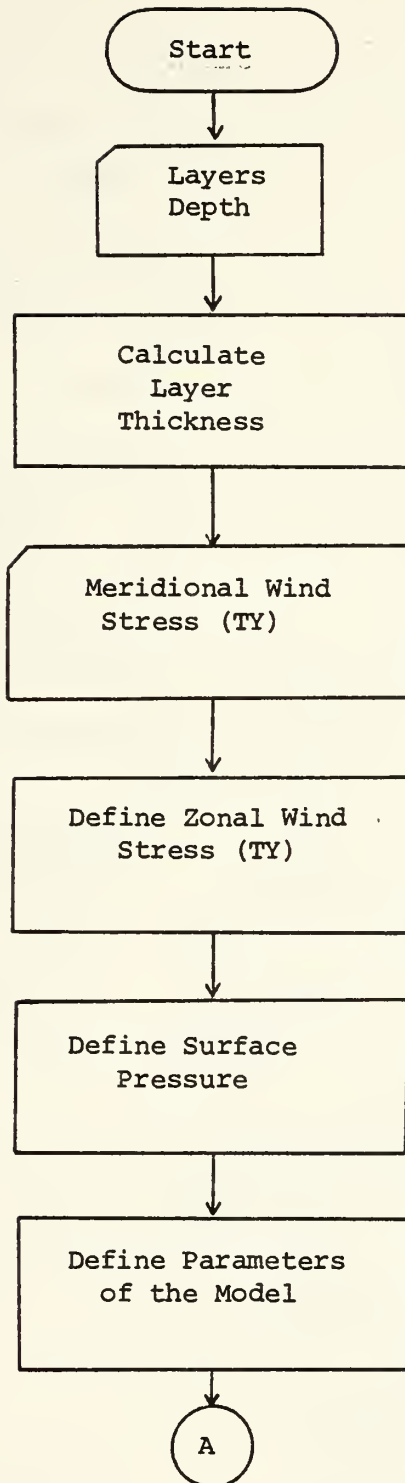 Start
Layers
Depth
Calculate
Layer
Thickness
Meridional Wind
Stress (TY)
Define Zonal Wind
Stress (TY)
Define Surface
Pressure
Define Parameters
of the Model
A